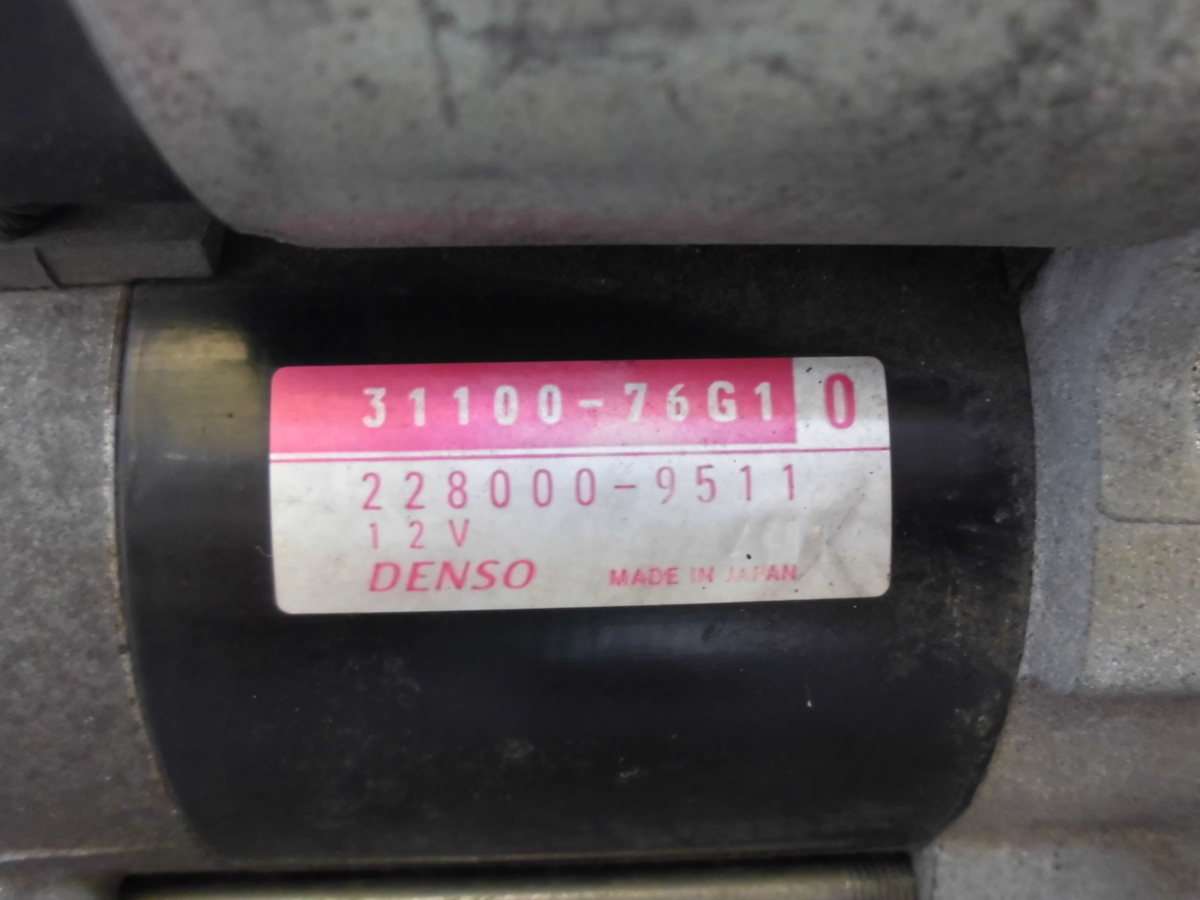 31100-76G1 0
228000-9511
12V
DENSO MADE IN JAPAN